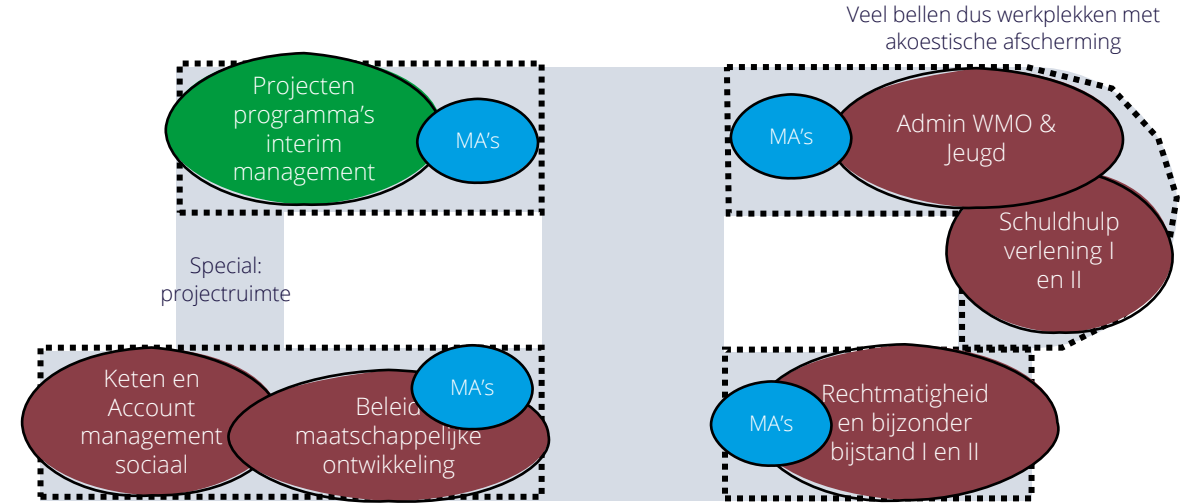 Veel bellen dus werkplekken met
akoestische afscherming
Projecten
programma's
interim
management
MA's
MA's
Admin WMO &
Jeugd
Schuldhulp
verlening I
en II
Special:
projectruimte
Keten en
Account
management
sociaal
Beleid
maatschappelijke
ontwikkeling
MA's
MA's
Rechtmatigheid
en bijzonder
bijstand I en II